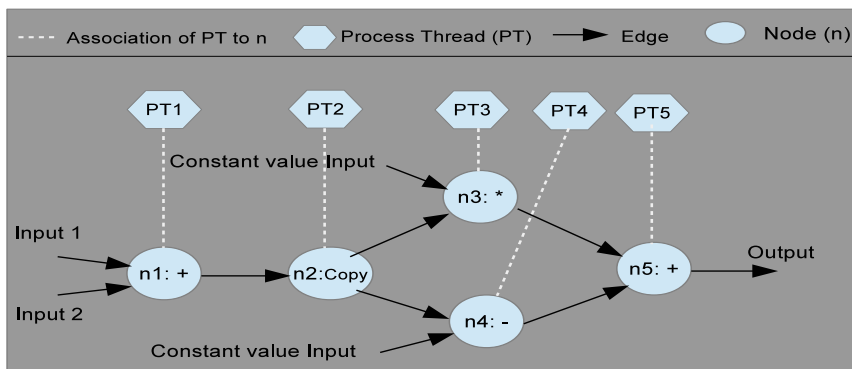 Association of PT to n
Process Thread (PT)
Edge
Node (n)
PT1
PT2
PT3
PT4
PT5
Constant value Input
n3: *
Input 1
n1: +
n2:Copy
n5: +
Output
Input 2
n4: -
Constant value Input